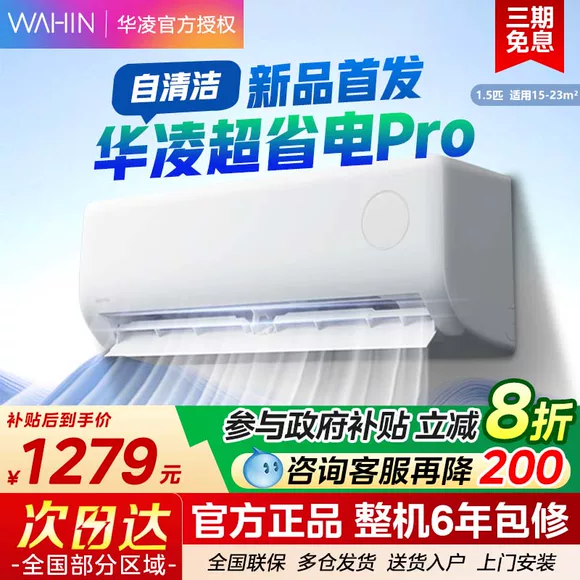 WAHIN 华凌官方授权
三期
免息
自清洁 新品首发
1.5匹 适用15-23m²
华凌超省电Pro
补贴后到手价
¥1279元
参与政府补贴 立减8折
咨询客服再降200
次日达
-全国部分区域-
官方正品 整机6年包修
全国联保 多仓发货 送货入户 上门安装